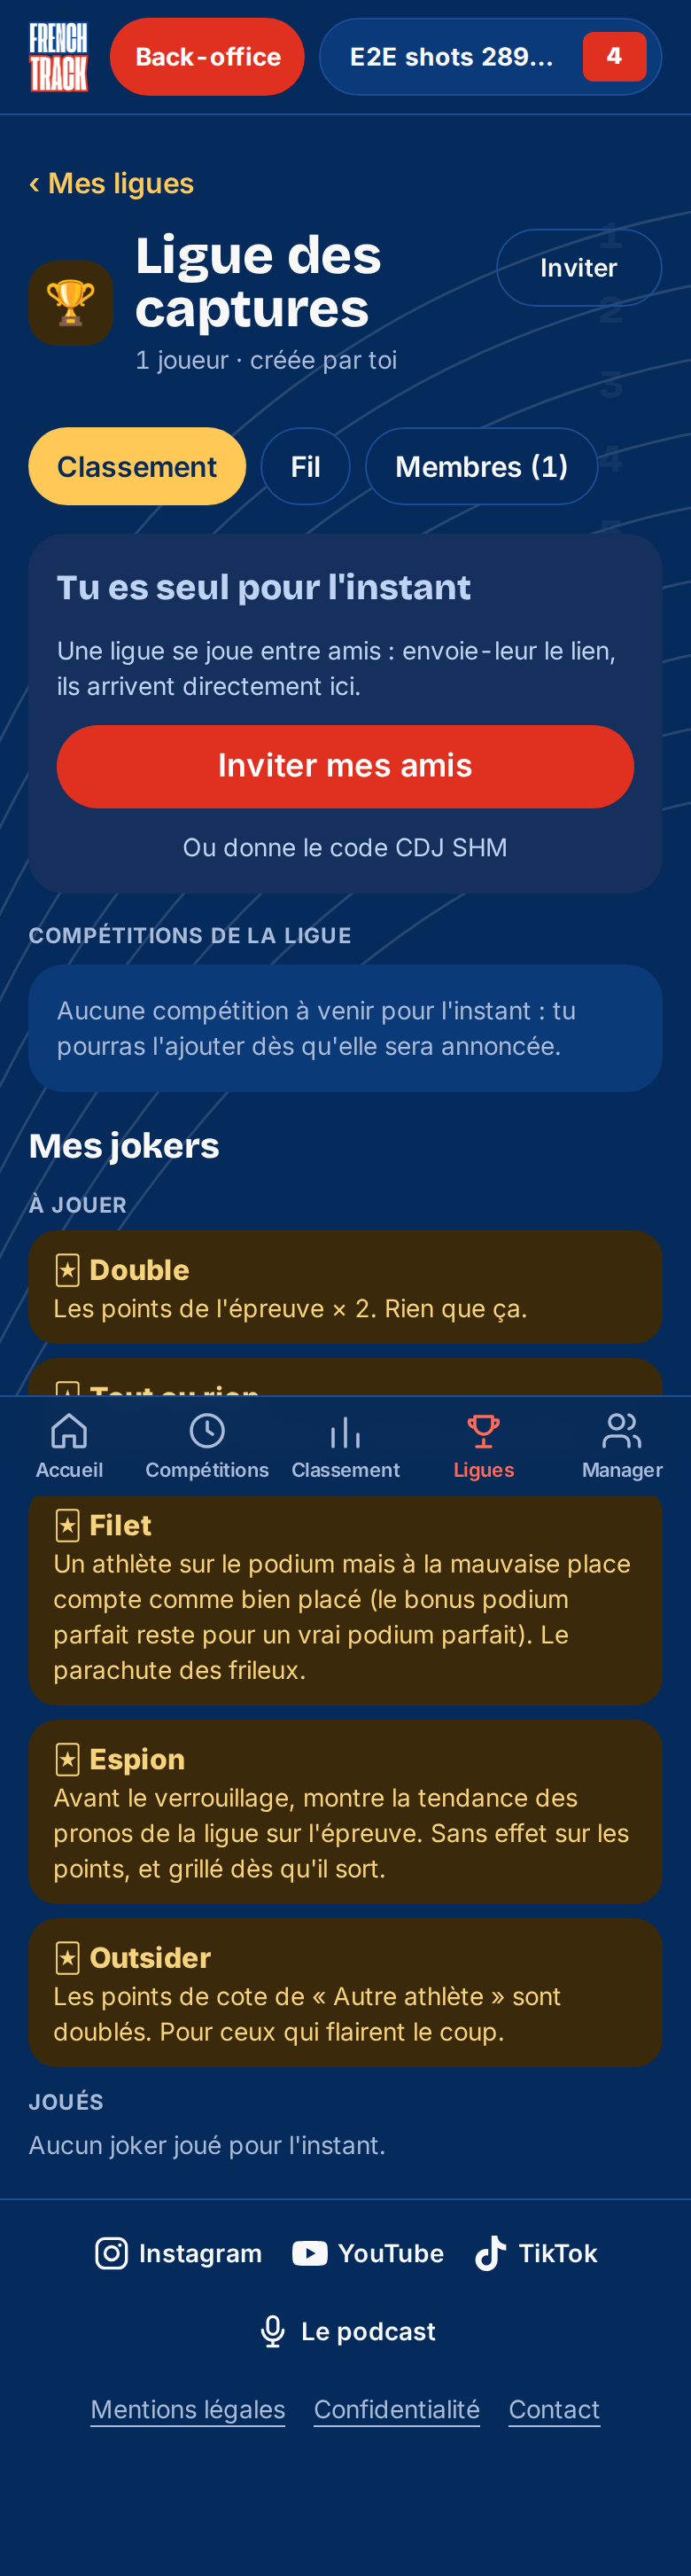 FRENCH
TRACK
Back-office
E2E shots 289...
4
‹ Mes ligues
Ligue des
captures
1 joueur · créée par toi
Inviter
1
2
3
4
5
Classement
Fil
Membres (1)
Tu es seul pour l'instant
Une ligue se joue entre amis : envoie-leur le lien,
ils arrivent directement ici.
Inviter mes amis
Ou donne le code CDJ SHM
COMPÉTITIONS DE LA LIGUE
Aucune compétition à venir pour l'instant : tu
pourras l'ajouter dès qu'elle sera annoncée.
Mes jokers
À JOUER
Double
Les points de l'épreuve × 2. Rien que ça.
Tout ou rien
Accueil
Compétitions
Classement
Ligues
Manager
Filet
Un athlète sur le podium mais à la mauvaise place
compte comme bien placé (le bonus podium
parfait reste pour un vrai podium parfait). Le
parachute des frileux.
Espion
Avant le verrouillage, montre la tendance des
pronos de la ligue sur l'épreuve. Sans effet sur les
points, et grillé dès qu'il sort.
Outsider
Les points de cote de « Autre athlète » sont
doublés. Pour ceux qui flairent le coup.
JOUÉS
Aucun joker joué pour l'instant.
Instagram
YouTube
TikTok
Le podcast
Mentions légales
Confidentialité
Contact